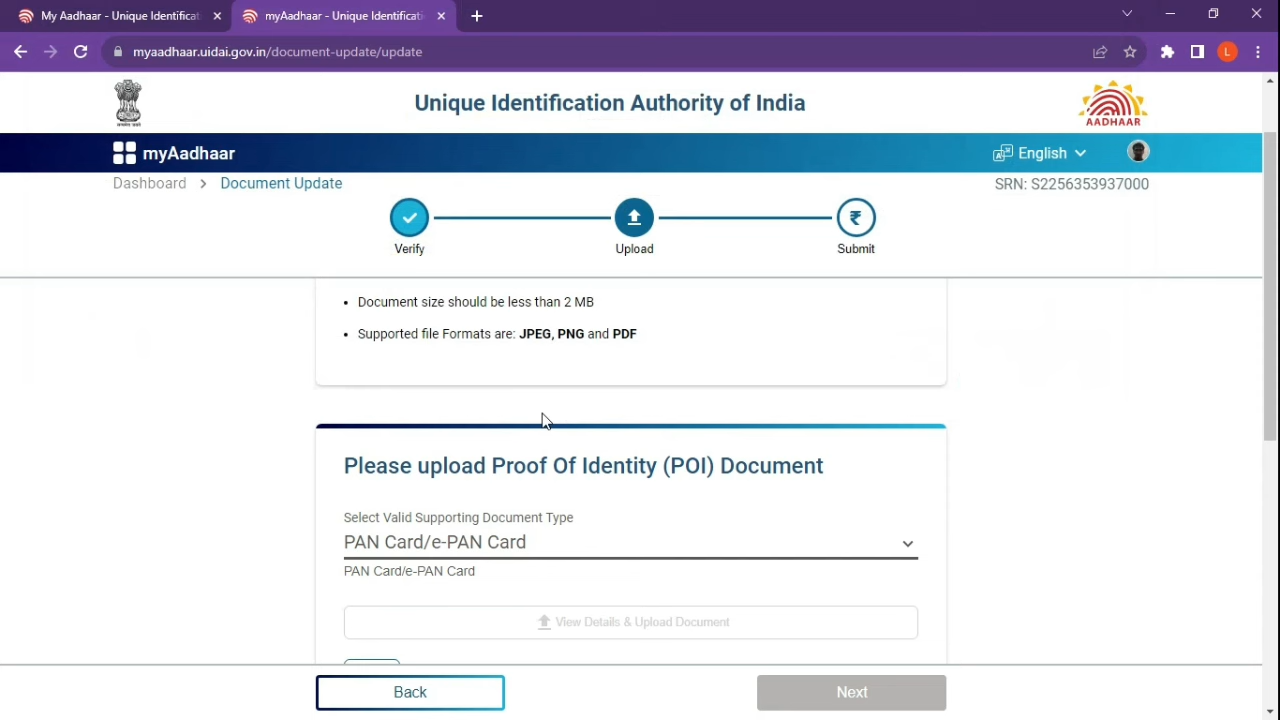 My Aadhar - Unique Identificat
myAadhaar - Unique Identificati
myaadhaar.uidai.gov.in/document-update/update
L
Unique Identification Authority of India
AADHAAR
myAadhaar
English
Dashboard > Document Update
SRN: S2256353937000
₹
Verify
Upload
Submit
• Document size should be less than 2 MB
• Supported file Formats are: JPEG, PNG and PDF
Please upload Proof Of Identity (POI) Document
Select Valid Supporting Document Type
PAN Card/e-PAN Card
PAN Card/e-PAN Card
View Details & Upload Document
Back
Next